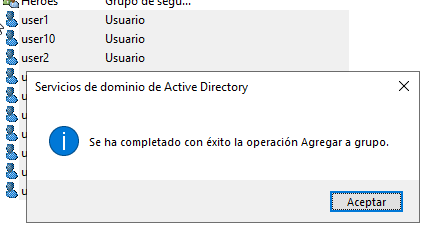 Héroes Grupo de segu...
user1 Usuario
user10 Usuario
user2 Usuario
Servicios de dominio de Active Directory
Se ha completado con éxito la operación Agregar a grupo.
Aceptar